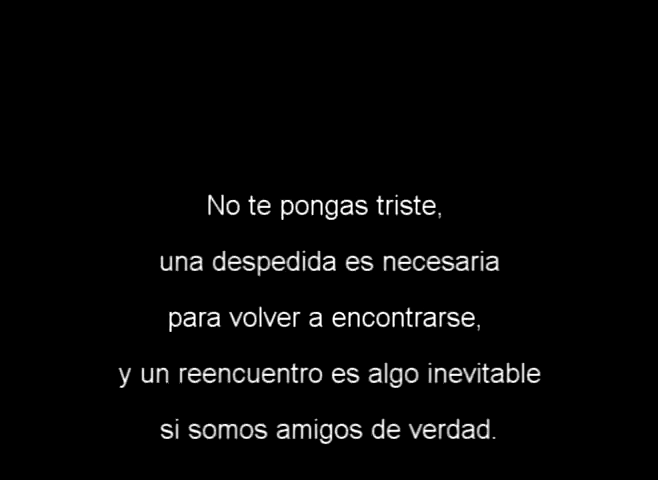 No te pongas triste,
una despedida es necesaria
para volver a encontrarse,
y un reencuentro es algo inevitable
si somos amigos de verdad.